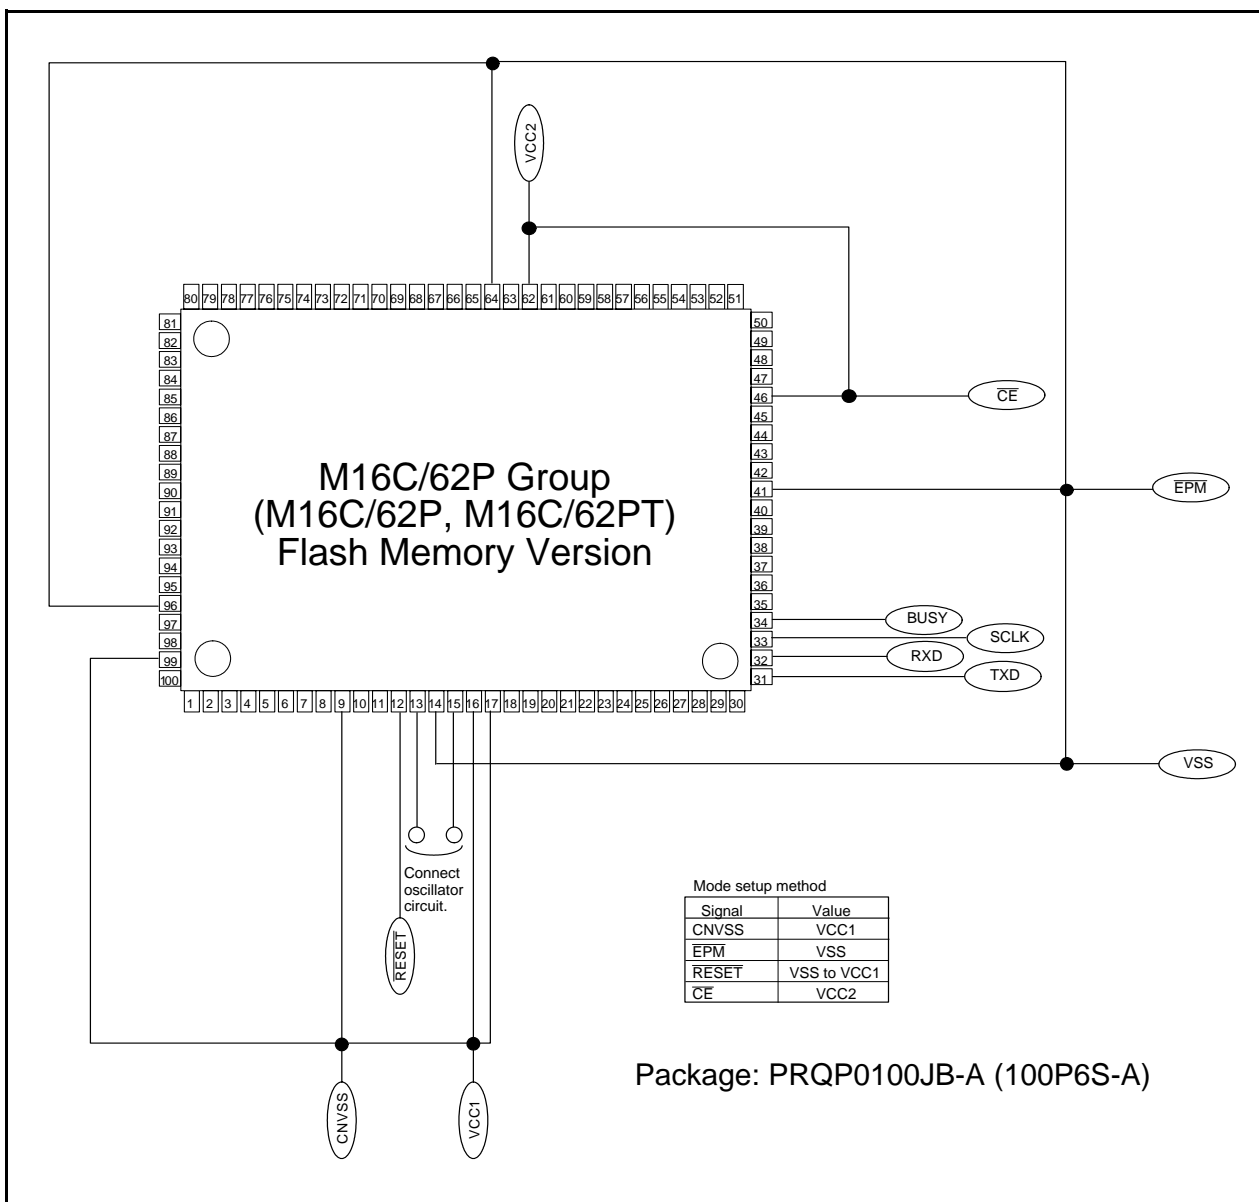 VCC2
80 79 78 77 76 75 74 73 72 71 70 69 68 67 66 65 64 63 62 61 60 59 58 57 56 55 54 53 52 51
81
82
83
84
85
86
87
88
89
90
91
92
93
94
95
96
97
98
99
100
50
49
48
47
46
45
44
43
42
41
40
39
38
37
36
35
34
33
32
31
M16C/62P Group
(M16C/62P, M16C/62PT)
Flash Memory Version
CE
EPM
BUSY
SCLK
RXD
TXD
VSS
1 2 3 4 5 6 7 8 9 10 11 12 13 14 15 16 17 18 19 20 21 22 23 24 25 26 27 28 29 30
Connect
oscillator
circuit.
RESET
CNVSS
VCC1
Mode setup method
Signal Value
CNVSS VCC1
EPM VSS
RESET VSS to VCC1
CE VCC2
Package: PRQP0100JB-A (100P6S-A)